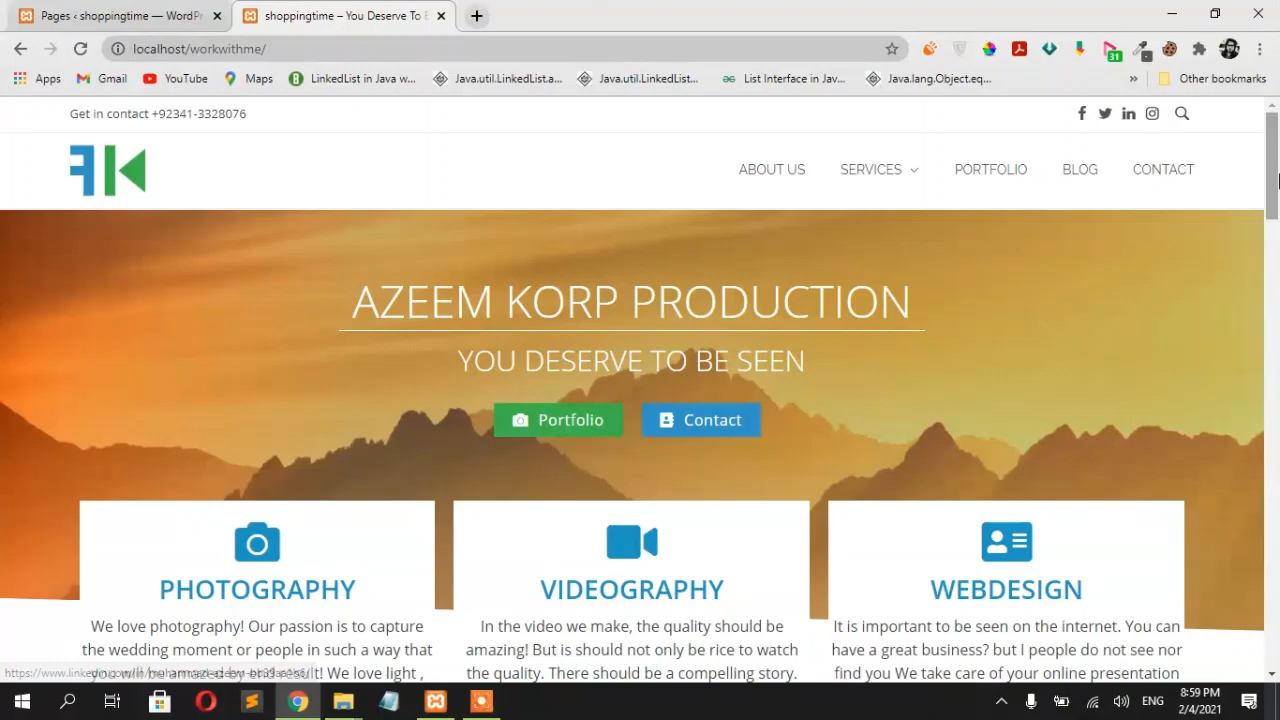 Pages ‹ shoppingtime — WordPr
shoppingtime – You Deserve To B
localhost/workwithme/
31
Apps
Gmail
YouTube
Maps
LinkedList in Java w...
Java.util.LinkedList.a...
Java.util.LinkedList...
List Interface in Jav...
Java.lang.Object.eq...
»
Other bookmarks
Get in contact +92341-3328076
ABOUT US
SERVICES
PORTFOLIO
BLOG
CONTACT
AZEEM KORP PRODUCTION
YOU DESERVE TO BE SEEN
Portfolio
Contact
PHOTOGRAPHY
VIDEOGRAPHY
WEBDESIGN
We love photography! Our passion is to capture
the wedding moment or people in such a way that
you will be amazed by end result! We love light ,
In the video we make, the quality should be
amazing! But is should not only be rice to watch
the quality. There should be a compelling story.
It is important to be seen on the internet. You can
have a great business? but I people do not see nor
find you We take care of your online presentation
ENG
8:59 PM
2/4/2021